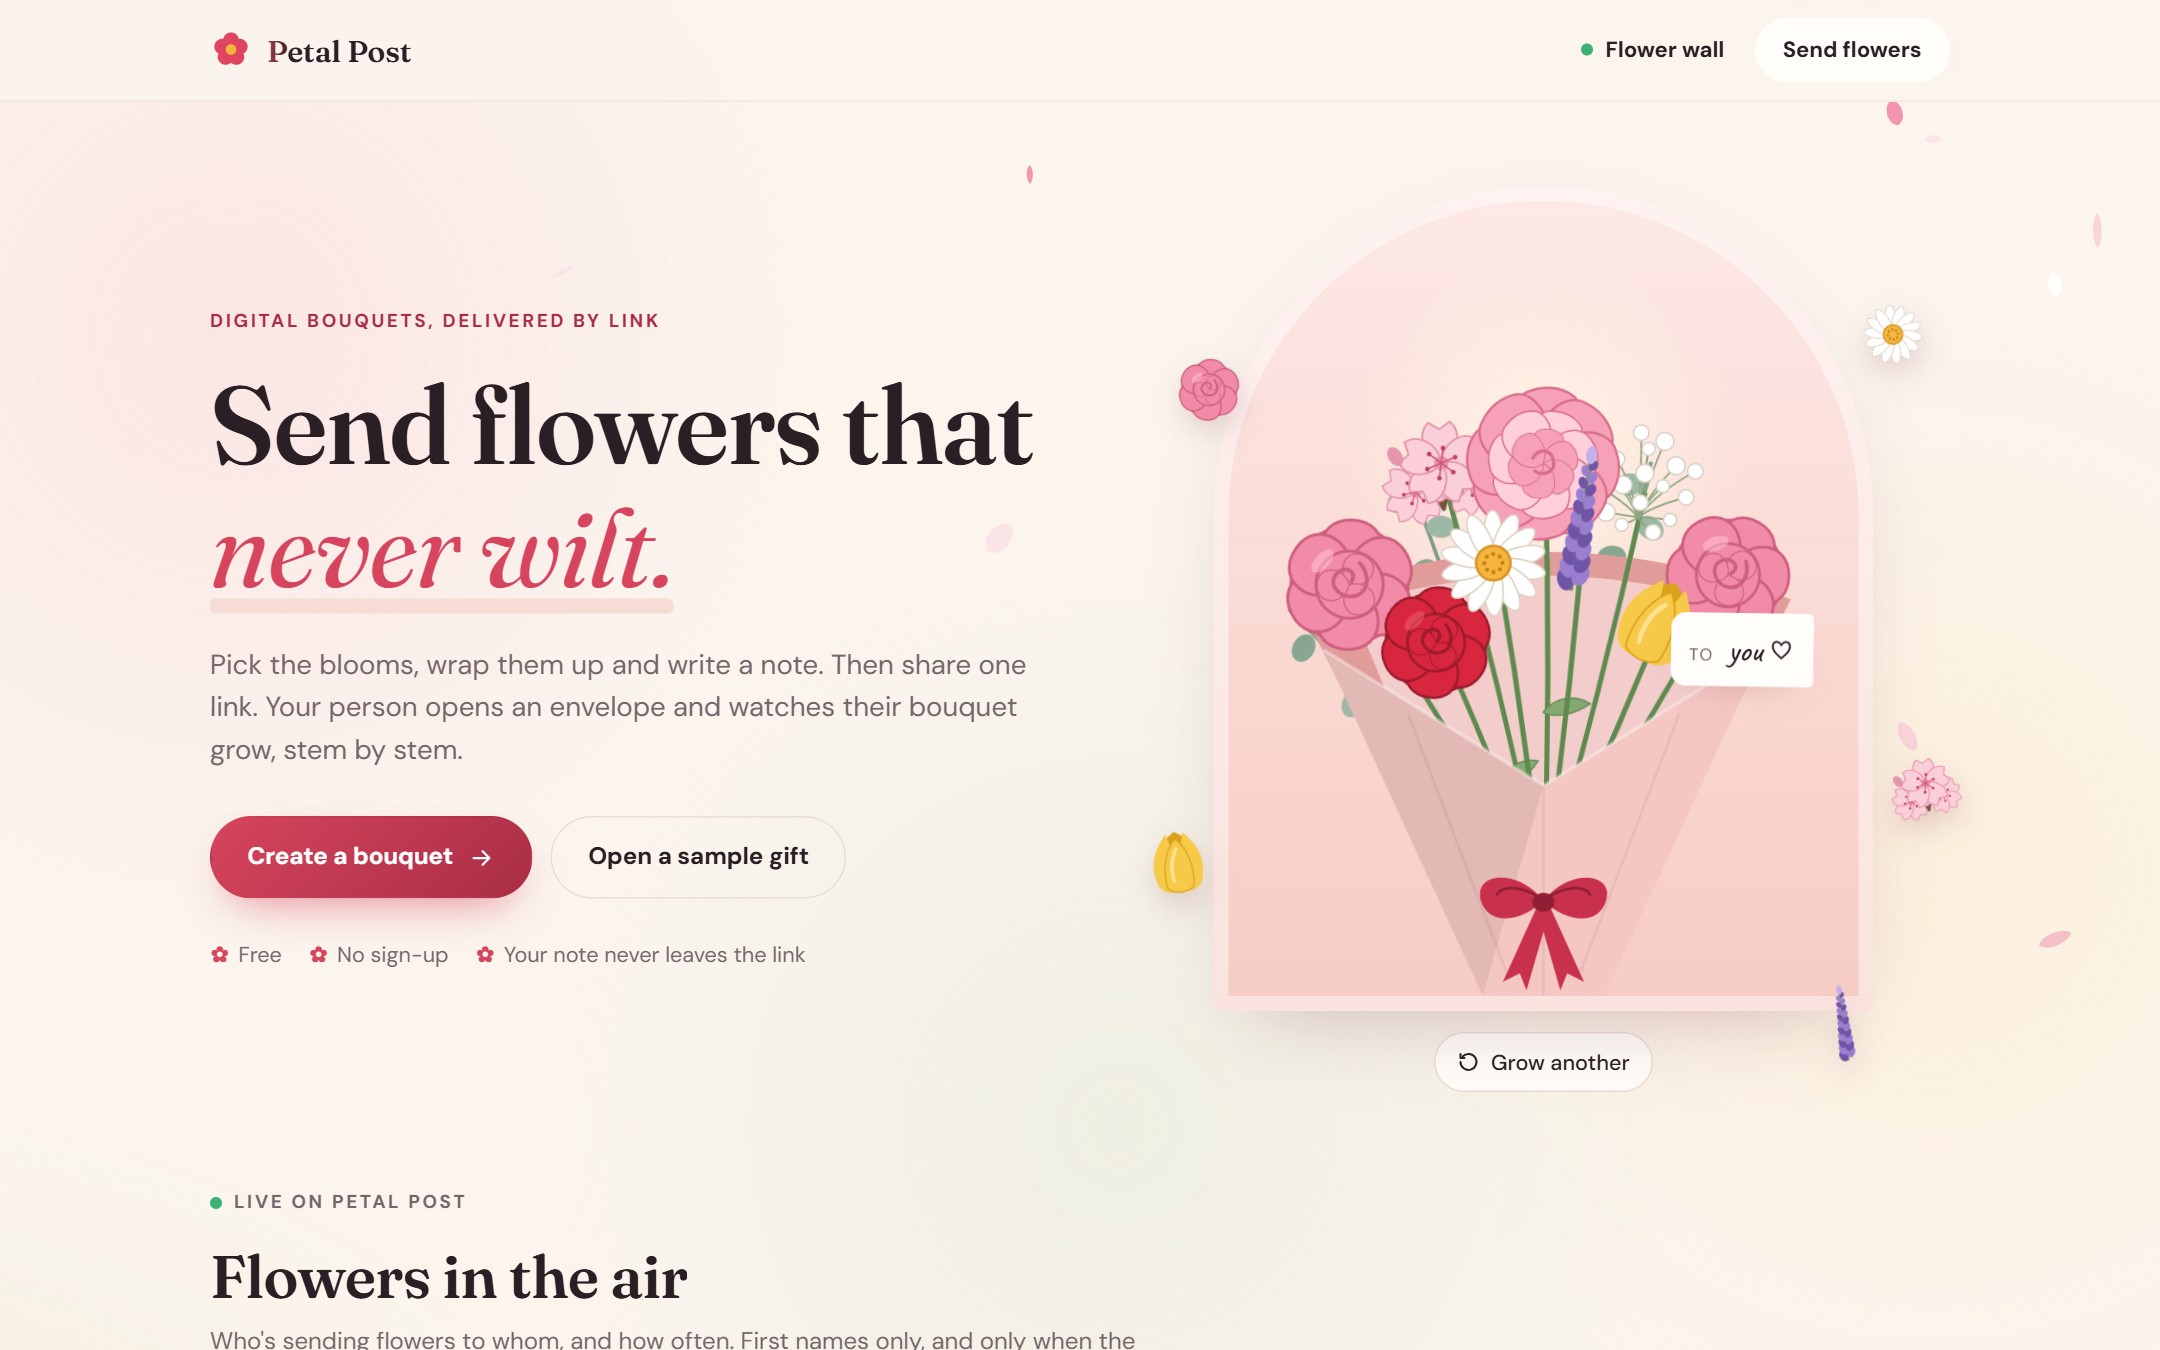 Petal Post
Flower wall
Send flowers
DIGITAL BOUQUETS, DELIVERED BY LINK
Send flowers that
never wilt.
Pick the blooms, wrap them up and write a note. Then share one
link. Your person opens an envelope and watches their bouquet
grow, stem by stem.
Create a bouquet →
Open a sample gift
Free
No sign-up
Your note never leaves the link
TO you♡
Grow another
LIVE ON PETAL POST
Flowers in the air
Who's sending flowers to whom, and how often. First names only, and only when the